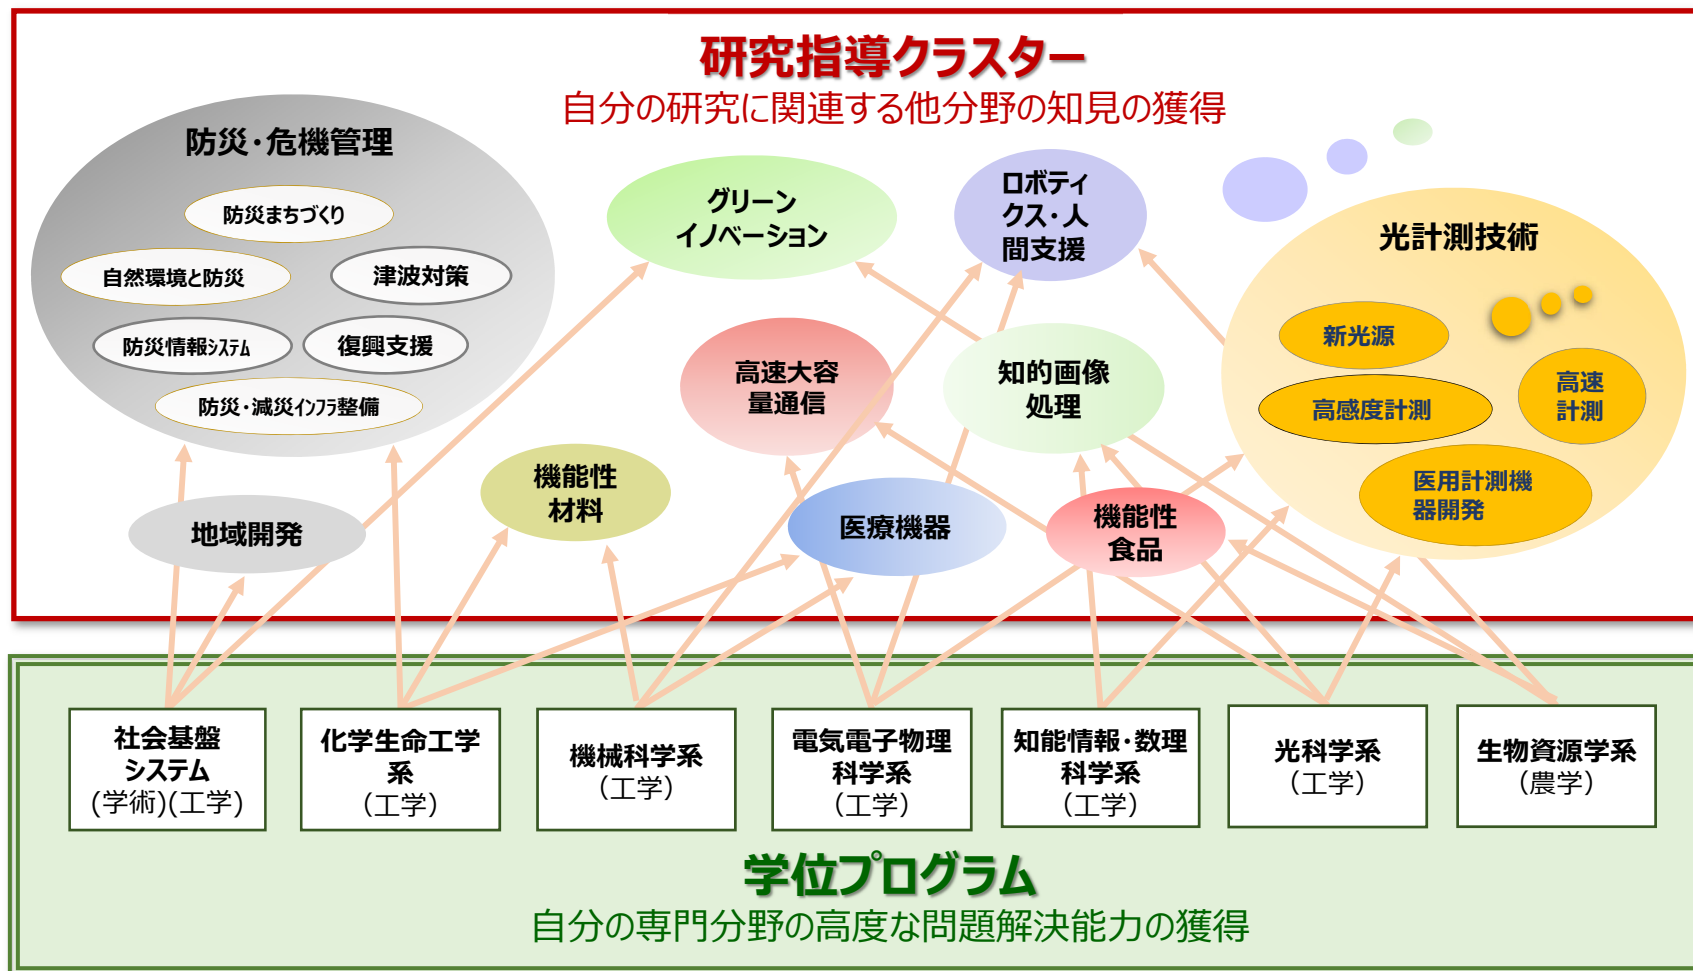 研究指導クラスター
自分の研究に関連する他分野の知見の獲得
防災・危機管理
防災まちづくり
自然環境と防災
津波対策
防災情報システム
復興支援
防災・減災インフラ整備
地域開発
グリーン
イノベーション
ロボティ
クス・人
間支援
高速大容
量通信
知的画像
処理
機能性
材料
医療機器
機能性
食品
光計測技術
新光源
高感度計測
高速
計測
医用計測機
器開発
社会基盤
システム
(学術)(工学)
化学生命工学
系
(工学)
機械科学系
(工学)
電気電子物理
科学系
(工学)
知能情報・数理
科学系
(工学)
光科学系
(工学)
生物資源学系
(農学)
学位プログラム
自分の専門分野の高度な問題解決能力の獲得